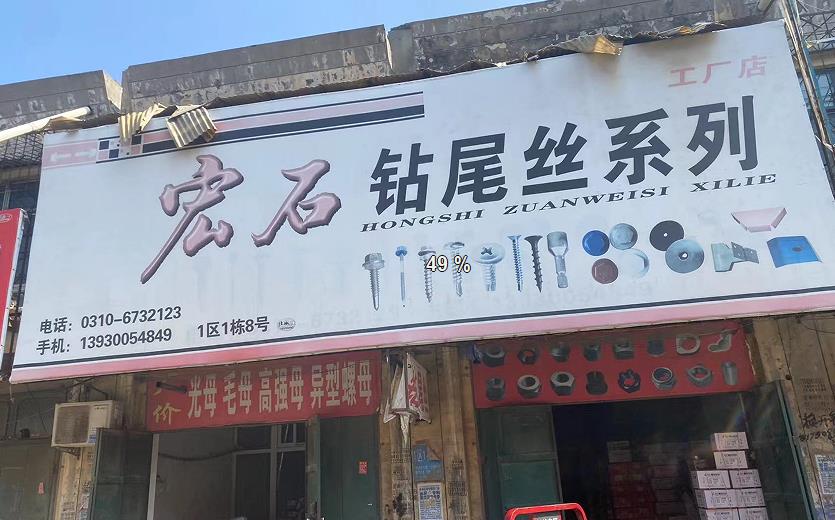 工厂店
宏石 钻尾丝系列
HONGSHI ZUANWEISI XILIE
49 %
电话：0310-6732123
手机：13930054849 1区1栋8号
价 光母 毛母 高强母 异型螺母